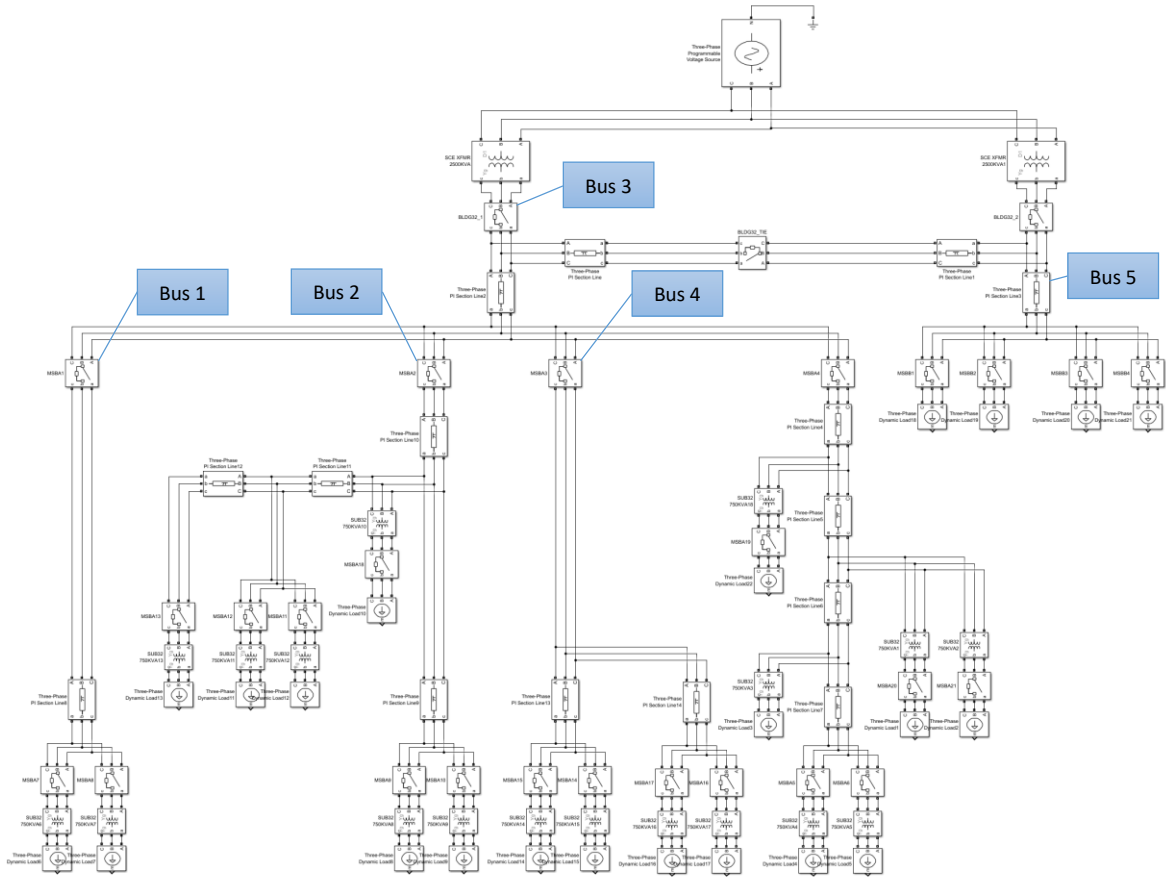 Three-Phase
Programmable
Voltage Source
SCE XFMR
2500KVA
SCE XFMR
2000KVA1
Bus 3
BLDG32_1
BLDG32_2
BLDG32_TIE
Three-Phase
PI Section Line
Three-Phase
PI Section Line1
Bus 1
Bus 2
Bus 4
Bus 5
Three-Phase
PI Section Line2
Three-Phase
PI Section Line3
MSBA1
MSBA2
MSBA3
MSBA4
MSBB1
MSBB2
MSBB3
MSBB4
Three-Phase
Dynamic Load18
Three-Phase
Dynamic Load19
Three-Phase
Dynamic Load20
Three-Phase
Dynamic Load21
Three-Phase
PI Section Line10
Three-Phase
PI Section Line4
Three-Phase
PI Section Line12
Three-Phase
PI Section Line11
SUB32
750KVA10
MSBA18
Three-Phase
Dynamic Load10
SUB32
750KVA18
MSBA19
Three-Phase
Dynamic Load22
Three-Phase
PI Section Line5
Three-Phase
PI Section Line6
MSBA13
MSBA12
MSBA11
SUB32
750KVA13
SUB32
750KVA11
SUB32
750KVA12
Three-Phase
Dynamic Load13
Three-Phase
Dynamic Load11
Three-Phase
Dynamic Load12
SUB32
750KVA1
SUB32
750KVA2
MSBA20
MSBA21
Three-Phase
Dynamic Load1
Three-Phase
Dynamic Load2
SUB32
750KVA3
Three-Phase
Dynamic Load3
Three-Phase
PI Section Line7
Three-Phase
PI Section Line8
Three-Phase
PI Section Line9
Three-Phase
PI Section Line13
Three-Phase
PI Section Line14
MSBA7
MSBA8
MSBA9
MSBA10
MSBA15
MSBA14
MSBA17
MSBA16
MSBA5
MSBA6
SUB32
750KVA6
SUB32
750KVA7
SUB32
750KVA8
SUB32
750KVA9
SUB32
750KVA14
SUB32
750KVA15
SUB32
750KVA16
SUB32
750KVA17
SUB32
750KVA4
SUB32
750KVA5
Three-Phase
Dynamic Load6
Three-Phase
Dynamic Load7
Three-Phase
Dynamic Load8
Three-Phase
Dynamic Load9
Three-Phase
Dynamic Load14
Three-Phase
Dynamic Load15
Three-Phase
Dynamic Load16
Three-Phase
Dynamic Load17
Three-Phase
Dynamic Load4
Three-Phase
Dynamic Load5